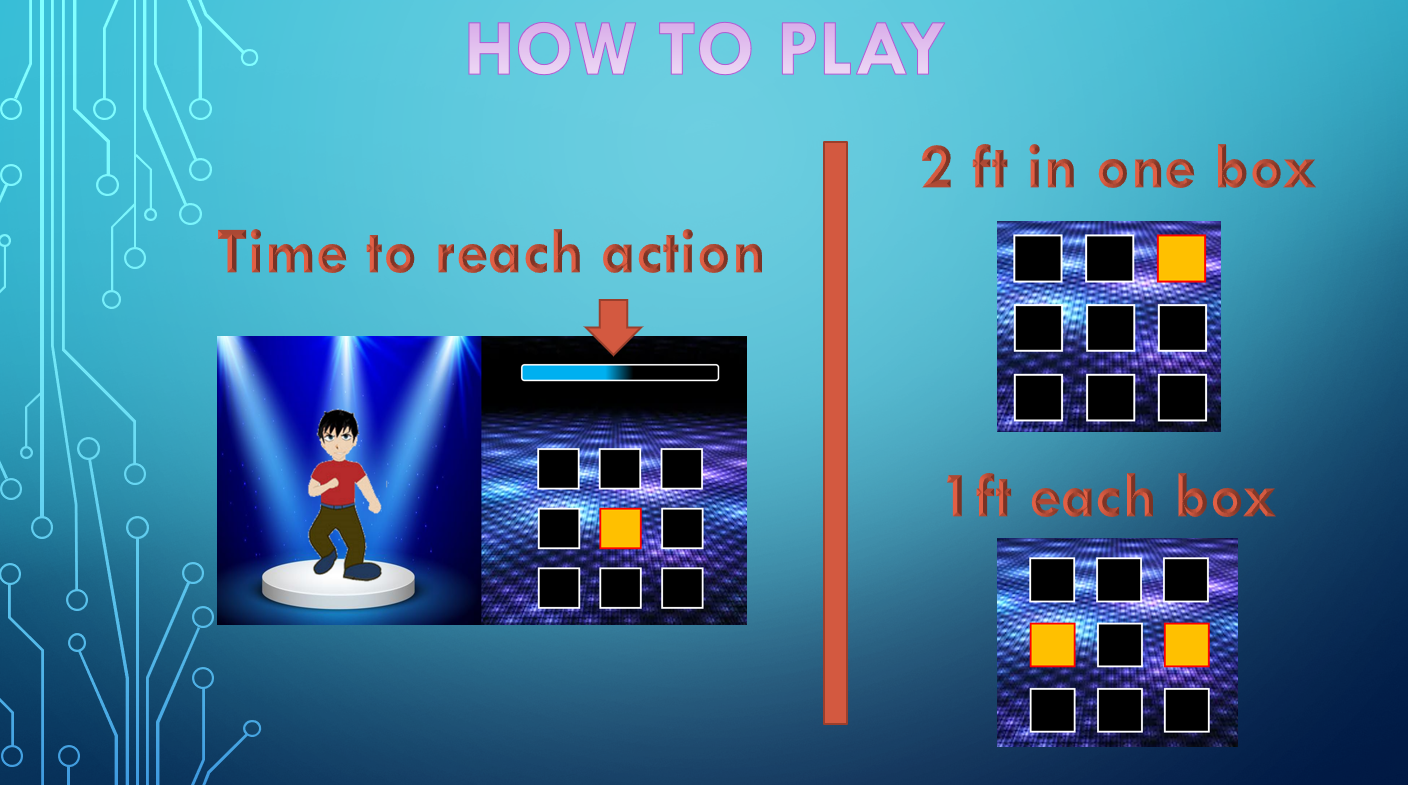 HOW TO PLAY
Time to reach action
2 ft in one box
1ft each box